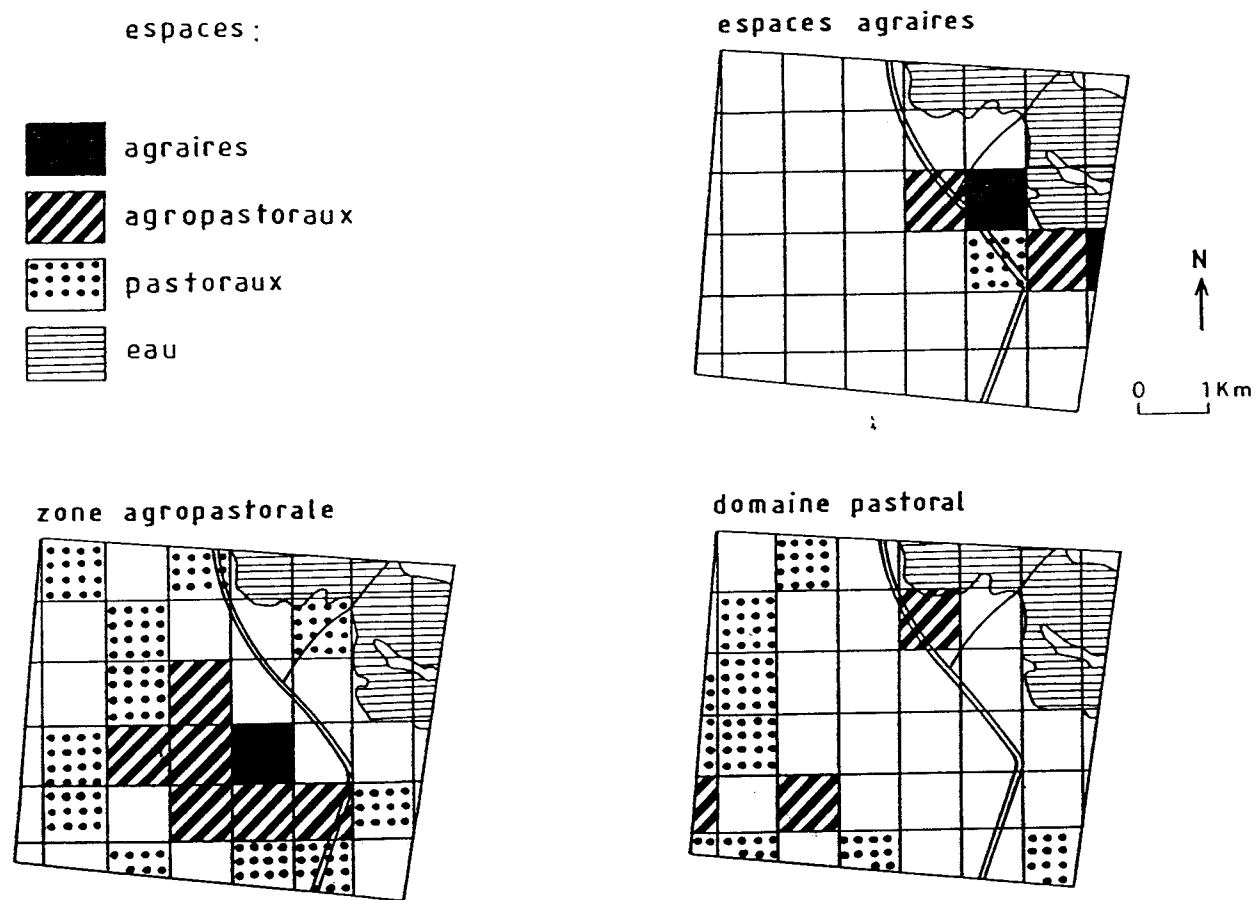 espaces :
agraires
agropastoraux
pastoraux
eau
espaces agraires
N
0 1Km
zone agropastorale
domaine pastoral